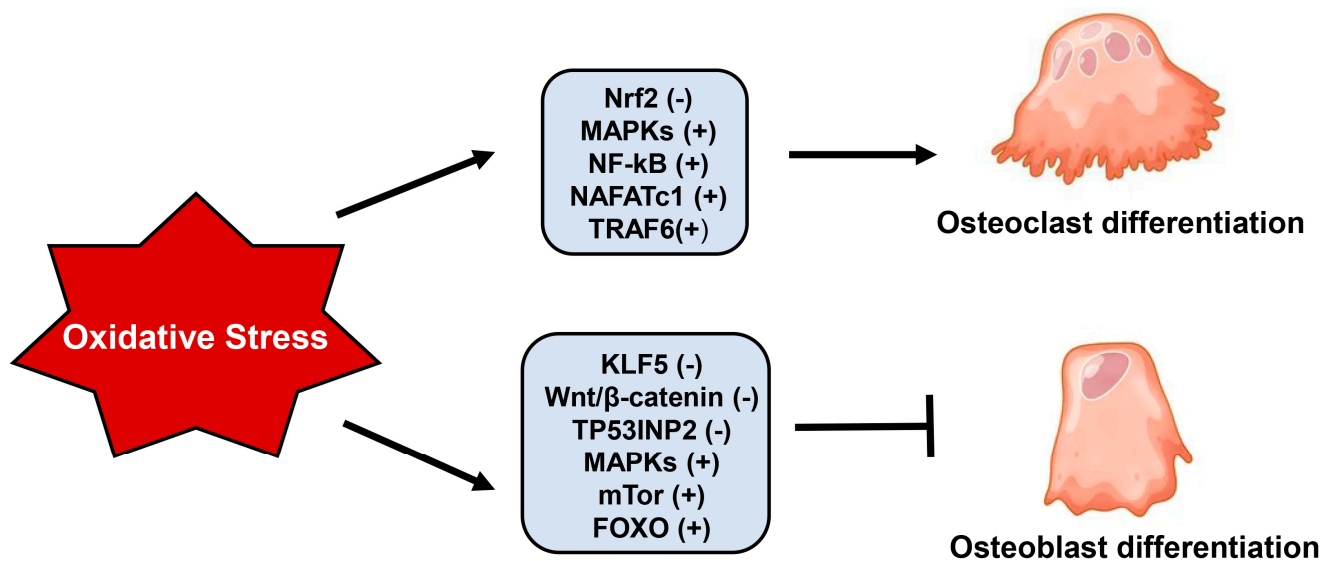 Oxidative Stress
Nrf2 (-)
MAPKs (+)
NF-kB (+)
NAFATc1 (+)
TRAF6(+)
Osteoclast differentiation
KLF5 (-)
Wnt/β-catenin (-)
TP53INP2 (-)
MAPKs (+)
mTor (+)
FOXO (+)
Osteoblast differentiation